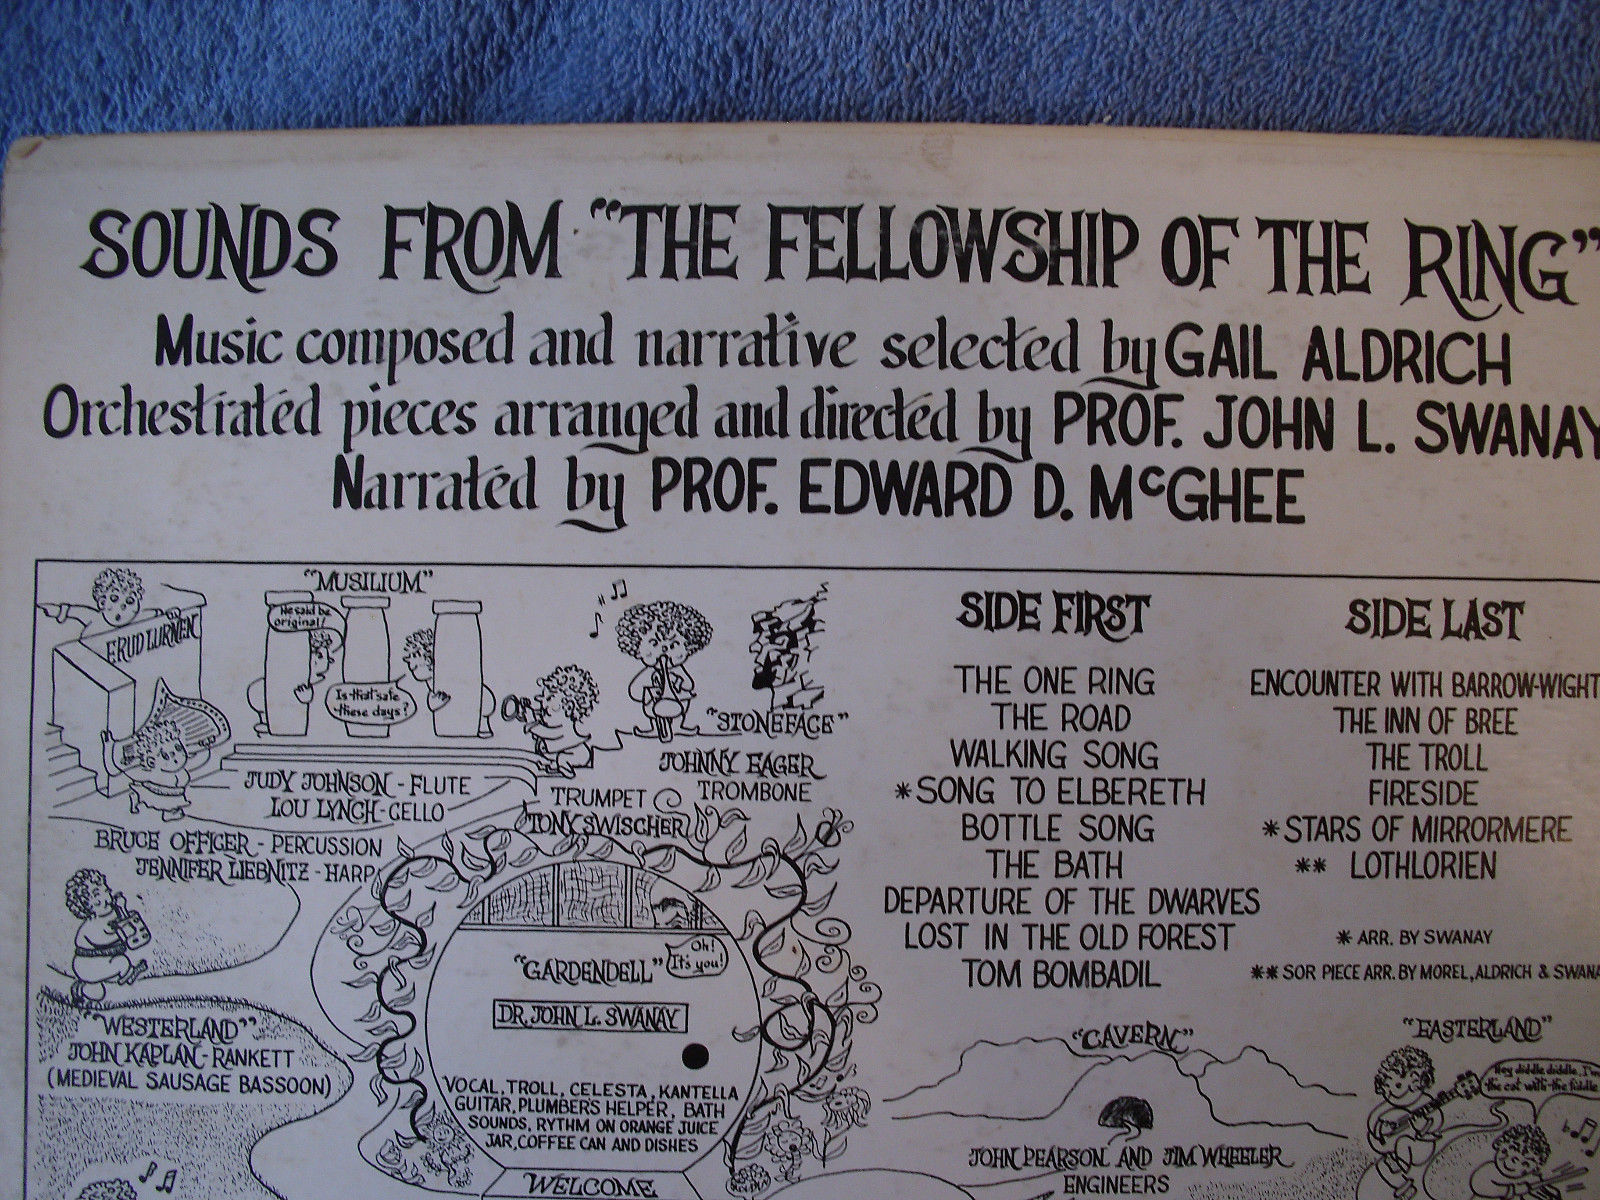 SOUNDS FROM "THE FELLOWSHIP OF THE RING"
Music composed and narrative selected by GAIL ALDRICH
Orchestrated pieces arranged and directed by PROF. JOHN L. SWANAY
Narrated by PROF. EDWARD D. McGHEE
"MUSILIUM"
ERUD LURNEN
He said be
original!
Is that safe
these days?
"STONEFACE"
JUDY JOHNSON - FLUTE
LOU LYNCH - CELLO
JOHNNY EAGER
TROMBONE
TRUMPET
TONY SWISCHER
BRUCE OFFICER - PERCUSSION
JENNIFER LIEBNITZ - HARP
"WESTERLAND"
JOHN KAPLAN - RANKETT
(MEDIEVAL SAUSAGE BASSOON)
Oh!
It's you!
"GARDENDELL"
DR. JOHN L. SWANAY
VOCAL, TROLL, CELESTA, KANTELLA
GUITAR, PLUMBER'S HELPER, BATH
SOUNDS, RYTHM ON ORANGE JUICE
JAR, COFFEE CAN AND DISHES
WELCOME
SIDE FIRST
THE ONE RING
THE ROAD
WALKING SONG
* SONG TO ELBERETH
BOTTLE SONG
THE BATH
DEPARTURE OF THE DWARVES
LOST IN THE OLD FOREST
TOM BOMBADIL
SIDE LAST
ENCOUNTER WITH BARROW-WIGHT
THE INN OF BREE
THE TROLL
FIRESIDE
* STARS OF MIRRORMERE
** LOTHLORIEN
* ARR. BY SWANAY
** SOR PIECE ARR. BY MOREL, ALDRICH & SWANA
"CAVERN"
JOHN PEARSON AND JIM WHEELER
ENGINEERS
"EASTERLAND"
Hey diddle diddle, I'm
the cat with the fiddle